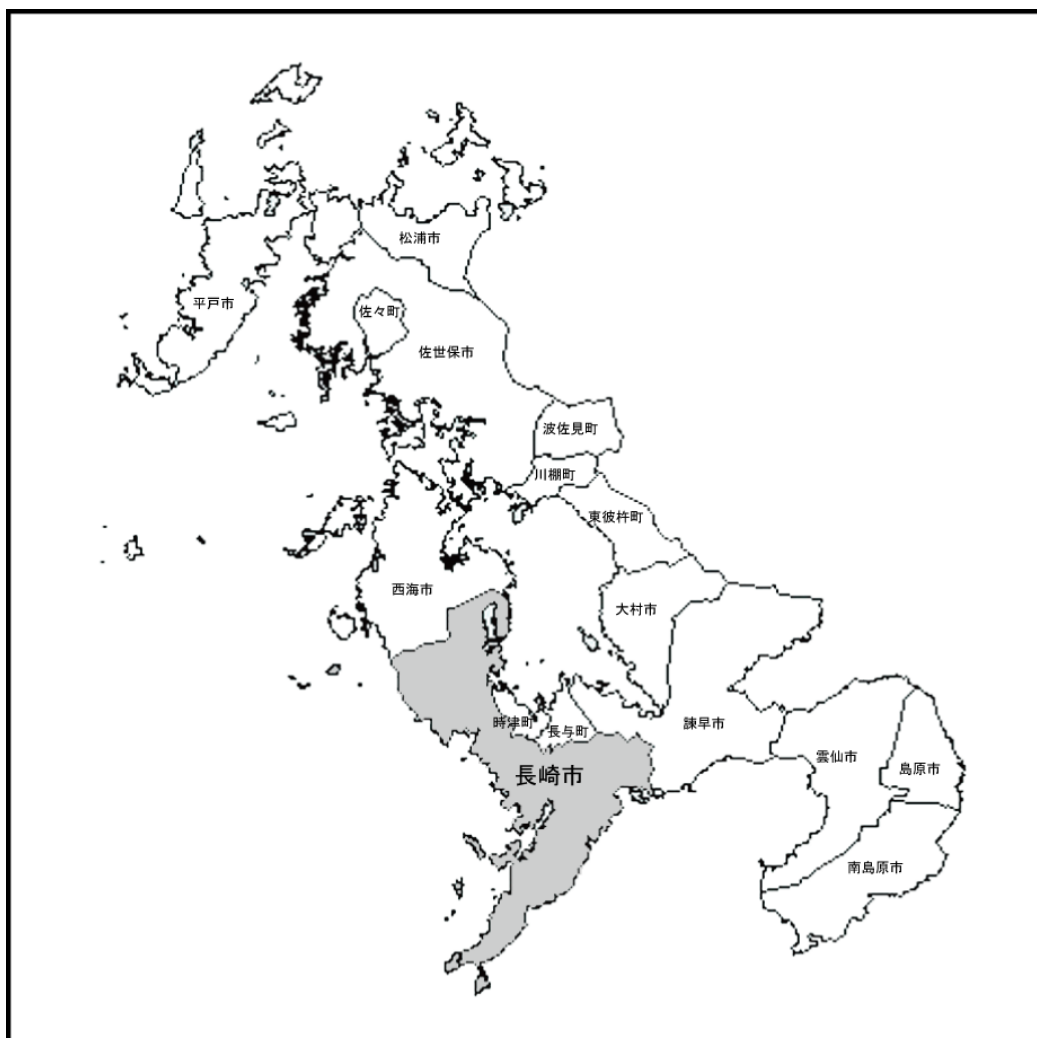 松浦市
平戸市
佐々町
佐世保市
波佐見町
川棚町
東彼杵町
西海市
大村市
時津町
長与町
諫早市
雲仙市
島原市
長崎市
南島原市